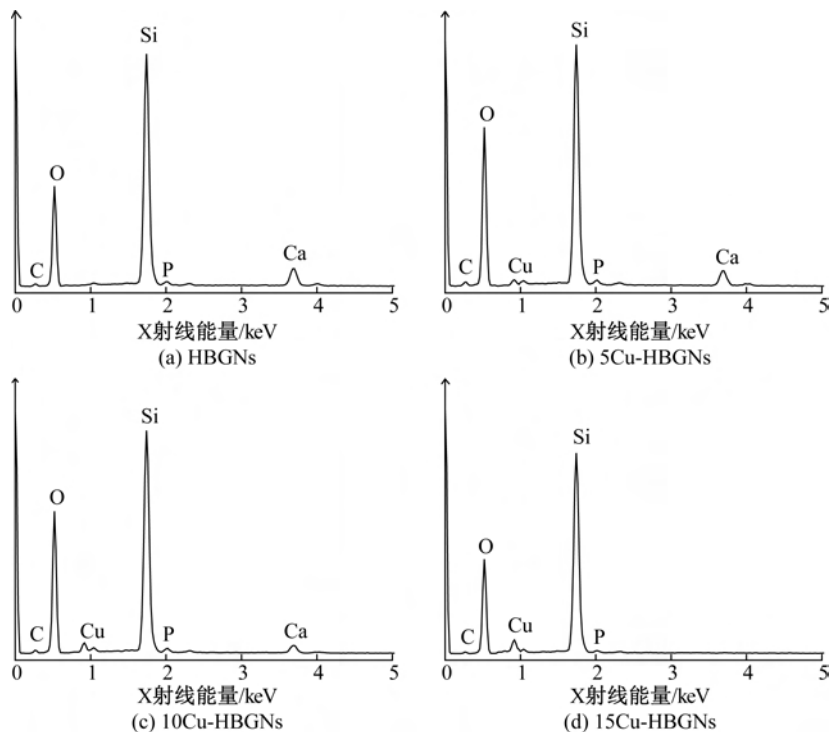 Si
O
C
P
Ca
0 1 2 3 4 5
X射线能量/keV
(a) HBGNs
Si
O
C
Cu
P
Ca
0 1 2 3 4 5
X射线能量/keV
(b) 5Cu-HBGNs
Si
O
C
Cu
P
Ca
0 1 2 3 4 5
X射线能量/keV
(c) 10Cu-HBGNs
Si
O
C
Cu
P
0 1 2 3 4 5
X射线能量/keV
(d) 15Cu-HBGNs